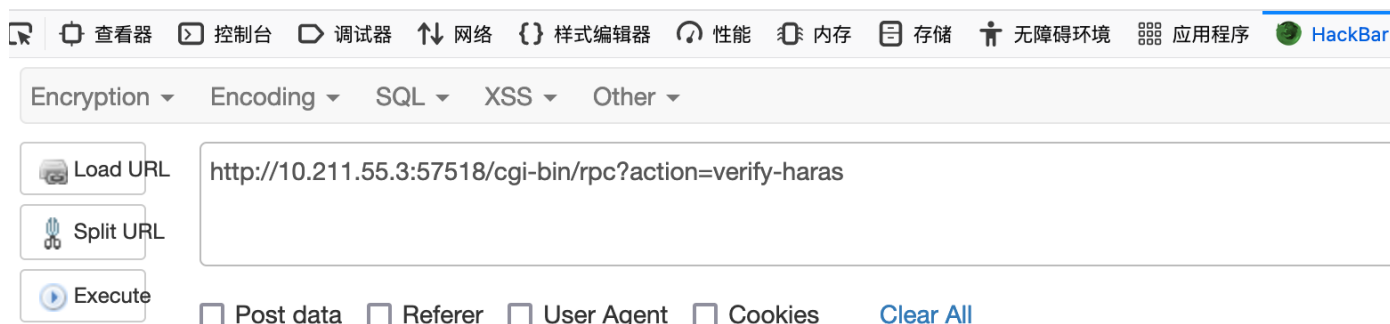 查看器 控制台 调试器 网络 样式编辑器 性能 内存 存储 无障碍环境 应用程序 HackBar
Encryption Encoding SQL XSS Other
Load URL http://10.211.55.3:57518/cgi-bin/rpc?action=verify-haras
Split URL
Execute
Post data Referer User Agent Cookies Clear All